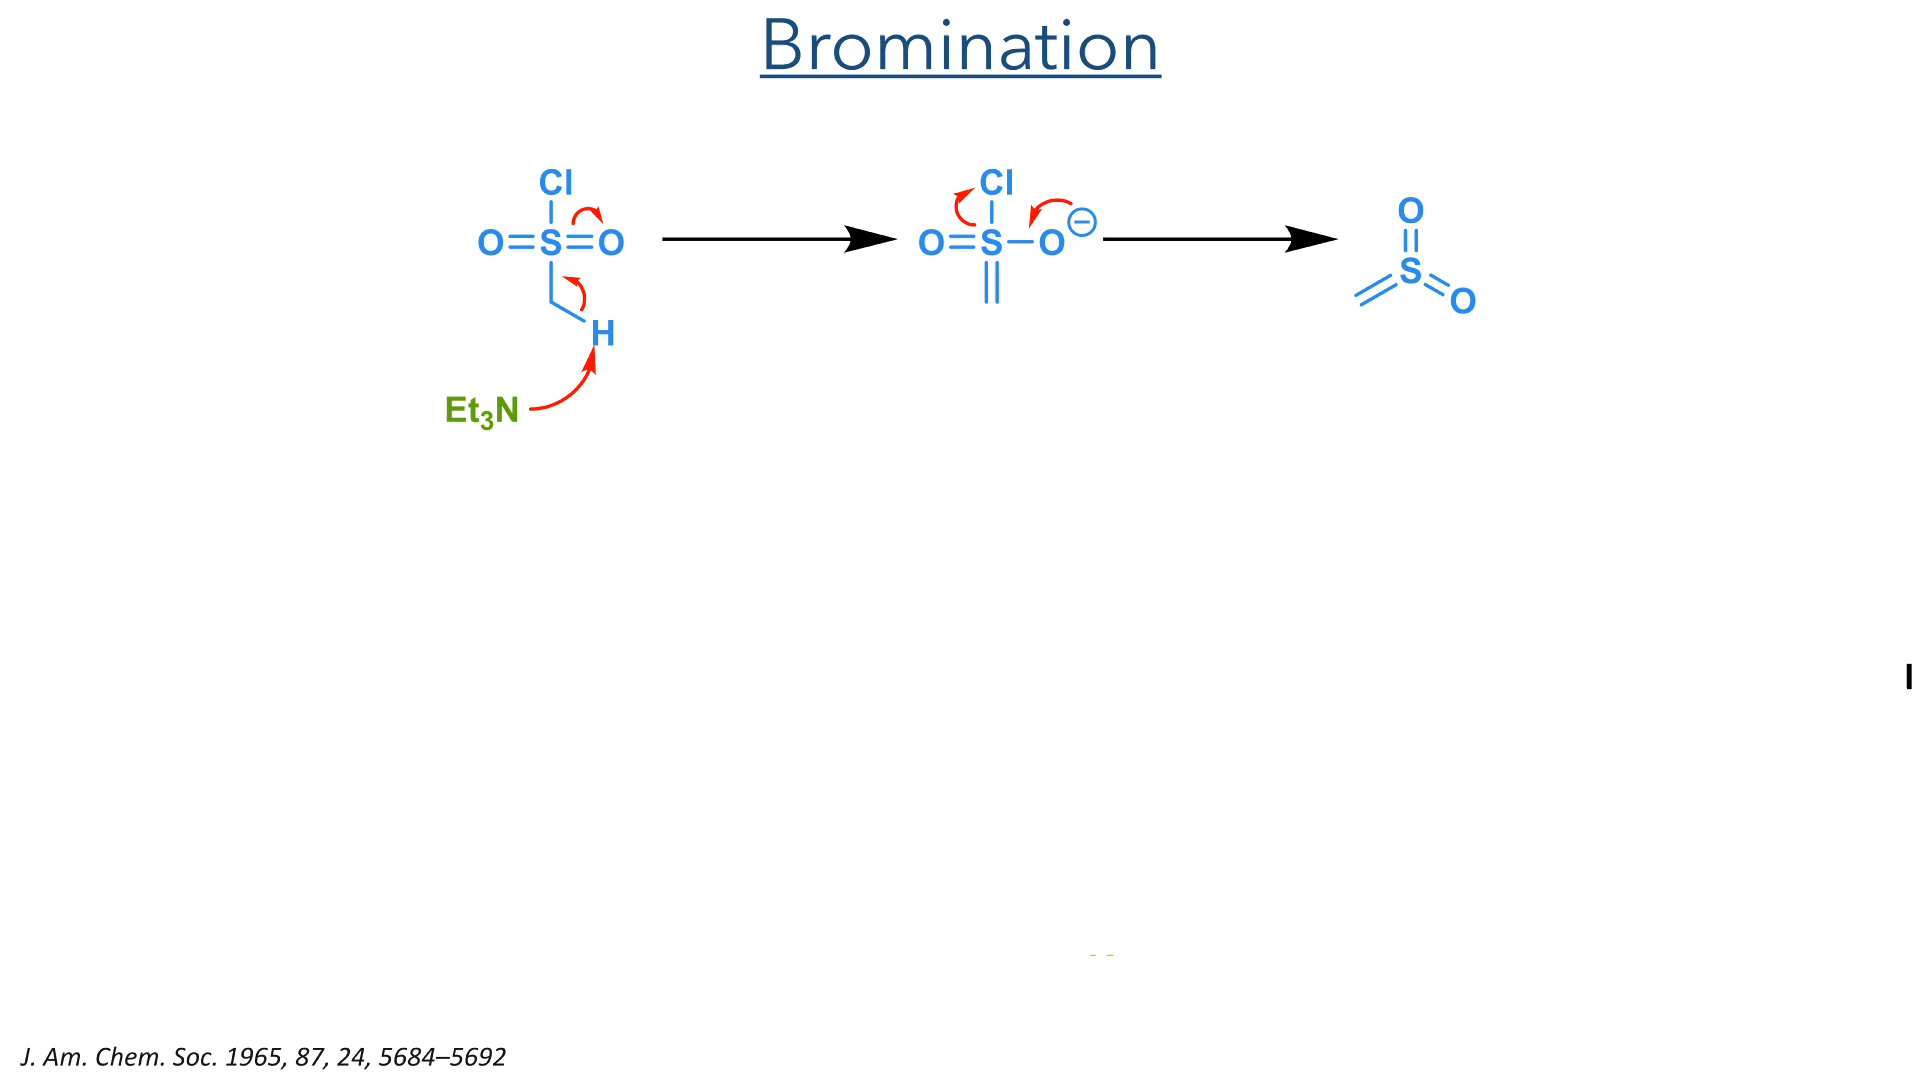 Bromination
Cl
O=S=O
H
Et₃N
Cl
O=S–O⊖
O
S
O
J. Am. Chem. Soc. 1965, 87, 24, 5684–5692